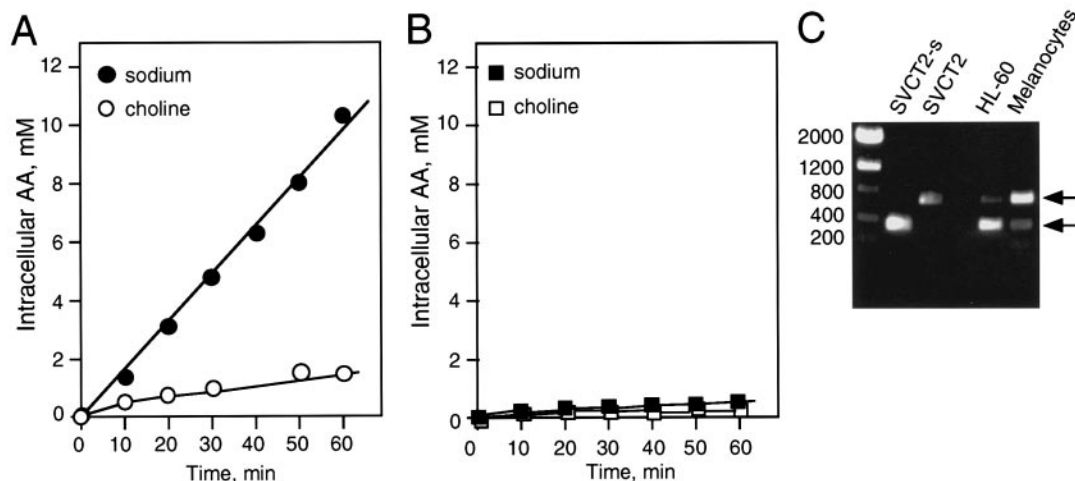 A
Intracellular AA, mM
12
10
8
6
4
2
0
sodium
choline
0 10 20 30 40 50 60
Time, min
B
Intracellular AA, mM
12
10
8
6
4
2
0
sodium
choline
0 10 20 30 40 50 60
Time, min
C
SVCT2-s
SVCT2
HL-60
Melanocytes
2000
1200
800
400
200